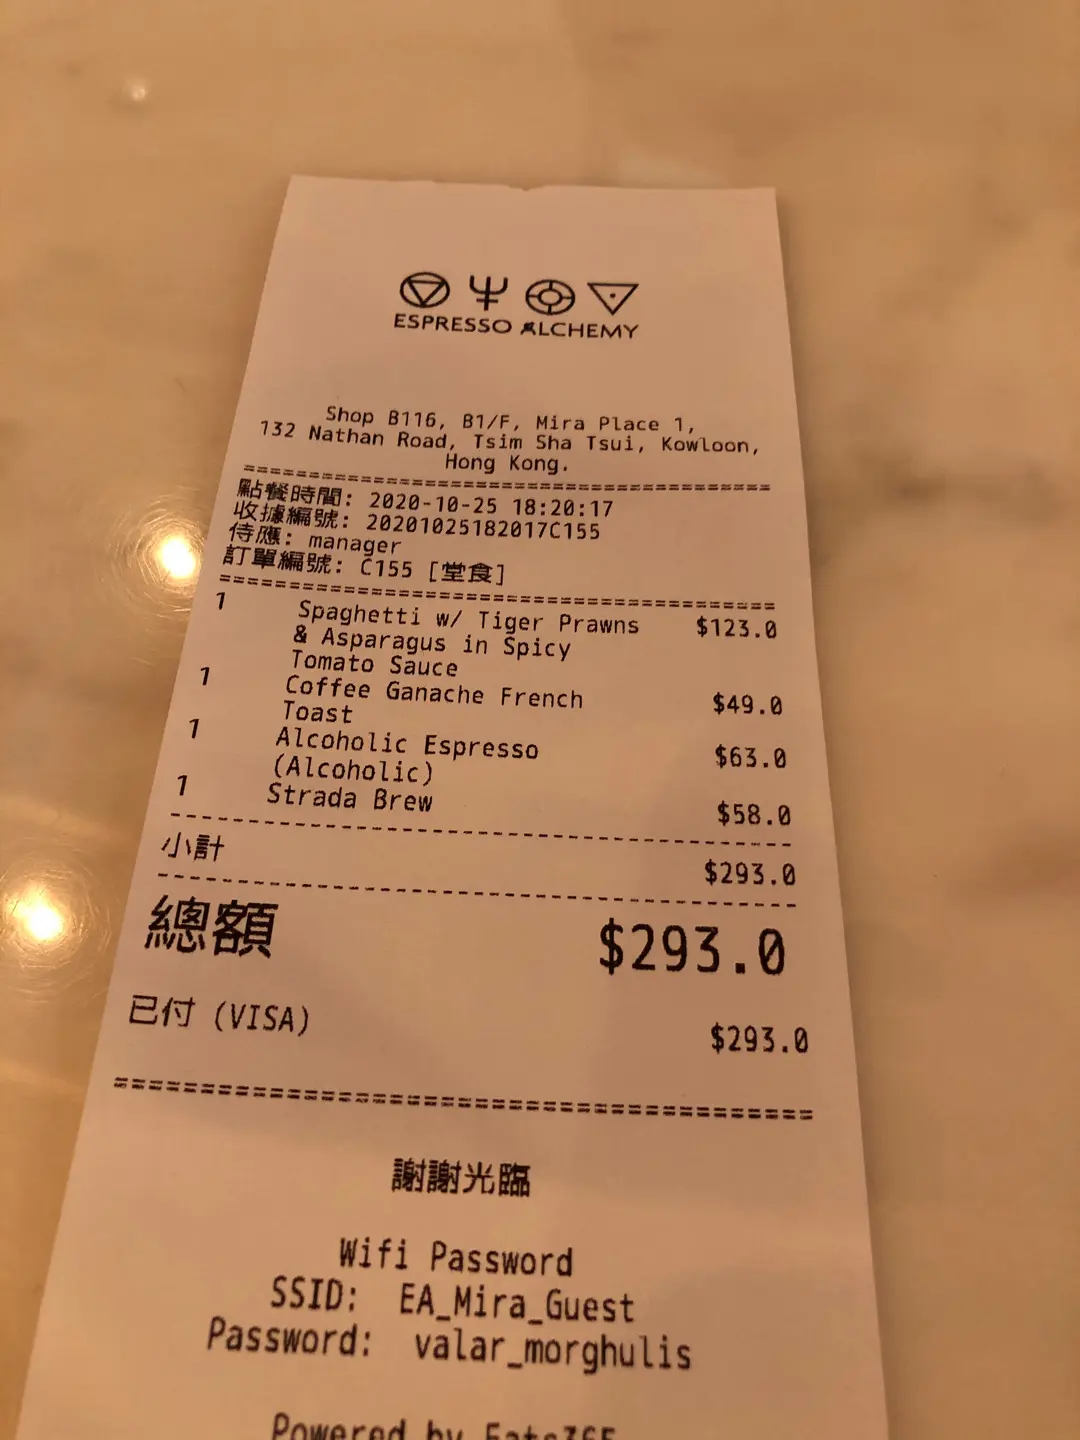 ESPRESSO ALCHEMY
Shop B116, B1/F, Mira Place 1,
132 Nathan Road, Tsim Sha Tsui, Kowloon,
Hong Kong.
點餐時間: 2020-10-25 18:20:17
收據編號: 20201025182017C155
侍應: manager
訂單編號: C155 [堂食]
1 Spaghetti w/ Tiger Prawns $123.0
& Asparagus in Spicy
Tomato Sauce
1 Coffee Ganache French $49.0
Toast
1 Alcoholic Espresso $63.0
(Alcoholic)
1 Strada Brew $58.0
小計 $293.0
總額 $293.0
已付 (VISA) $293.0
謝謝光臨
Wifi Password
SSID: EA_Mira_Guest
Password: valar_morghulis
Powered by Eats365